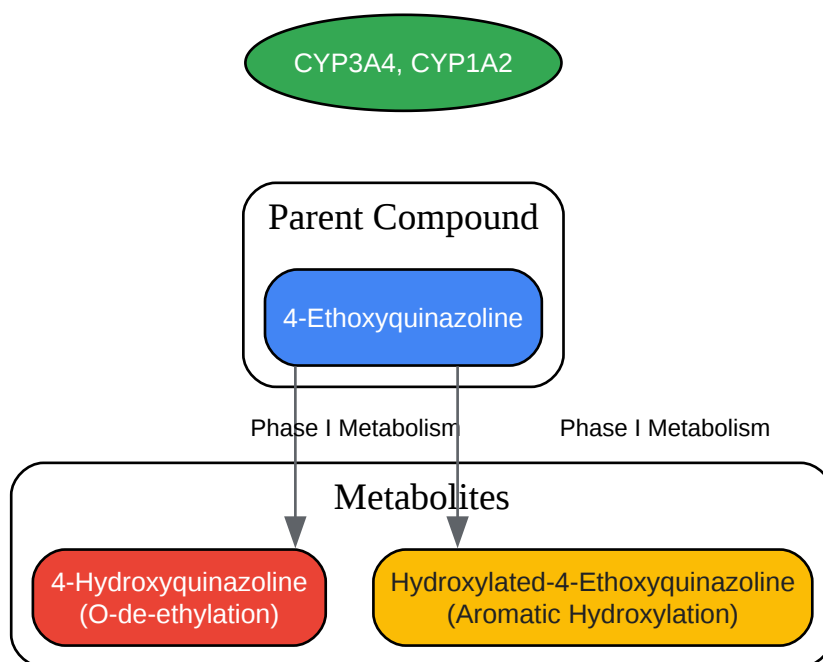 CYP3A4, CYP1A2
Parent Compound
4-Ethoxyquinazoline
Phase I Metabolism
Phase I Metabolism
Metabolites
4-Hydroxyquinazoline
(O-de-ethylation)
Hydroxylated-4-Ethoxyquinazoline
(Aromatic Hydroxylation)